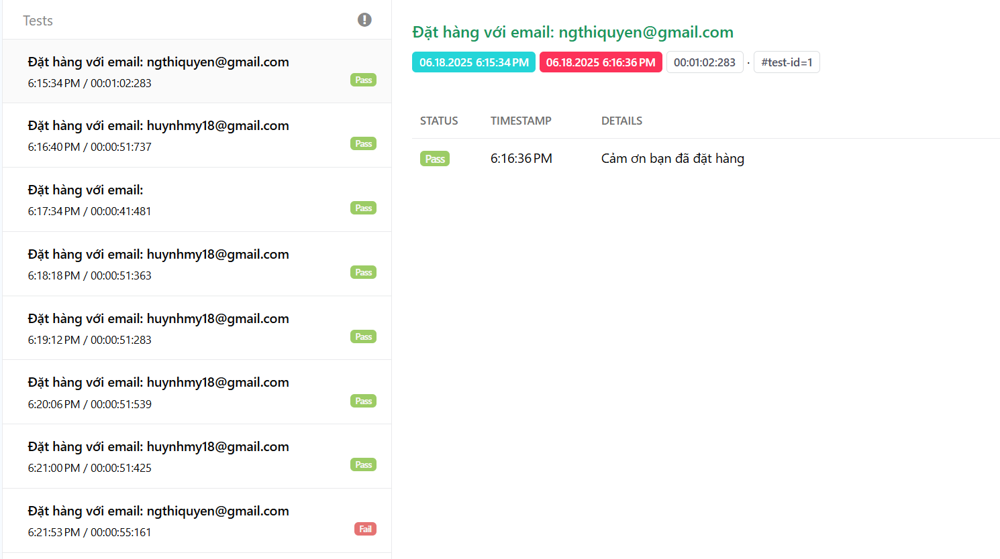 Tests
Đặt hàng với email: ngthiquyen@gmail.com
6:15:34 PM / 00:01:02:283
Pass
Đặt hàng với email: huynhmy18@gmail.com
6:16:40 PM / 00:00:51:737
Pass
Đặt hàng với email:
6:17:34 PM / 00:00:41:481
Pass
Đặt hàng với email: huynhmy18@gmail.com
6:18:18 PM / 00:00:51:363
Pass
Đặt hàng với email: huynhmy18@gmail.com
6:19:12 PM / 00:00:51:283
Pass
Đặt hàng với email: huynhmy18@gmail.com
6:20:06 PM / 00:00:51:539
Pass
Đặt hàng với email: huynhmy18@gmail.com
6:21:00 PM / 00:00:51:425
Pass
Đặt hàng với email: ngthiquyen@gmail.com
6:21:53 PM / 00:00:55:161
Fail
Đặt hàng với email: ngthiquyen@gmail.com
06.18.2025 6:15:34 PM 06.18.2025 6:16:36 PM 00:01:02:283 · #test-id=1
STATUS TIMESTAMP DETAILS
Pass 6:16:36 PM Cảm ơn bạn đã đặt hàng